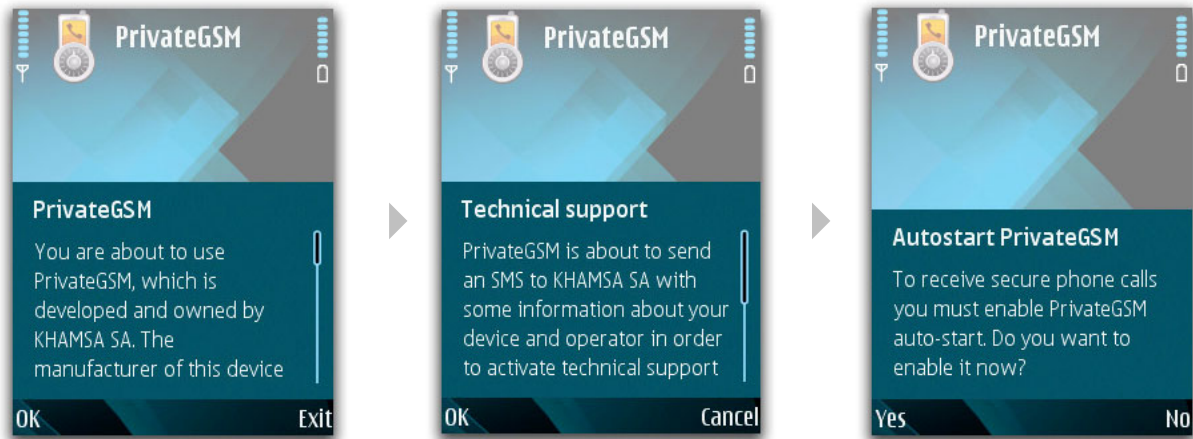 PrivateGSM
PrivateGSM
You are about to use
PrivateGSM, which is
developed and owned by
KHAMSA SA. The
manufacturer of this device
OK Exit
PrivateGSM
Technical support
PrivateGSM is about to send
an SMS to KHAMSA SA with
some information about your
device and operator in order
to activate technical support
OK Cancel
PrivateGSM
Autostart PrivateGSM
To receive secure phone calls
you must enable PrivateGSM
auto-start. Do you want to
enable it now?
Yes No